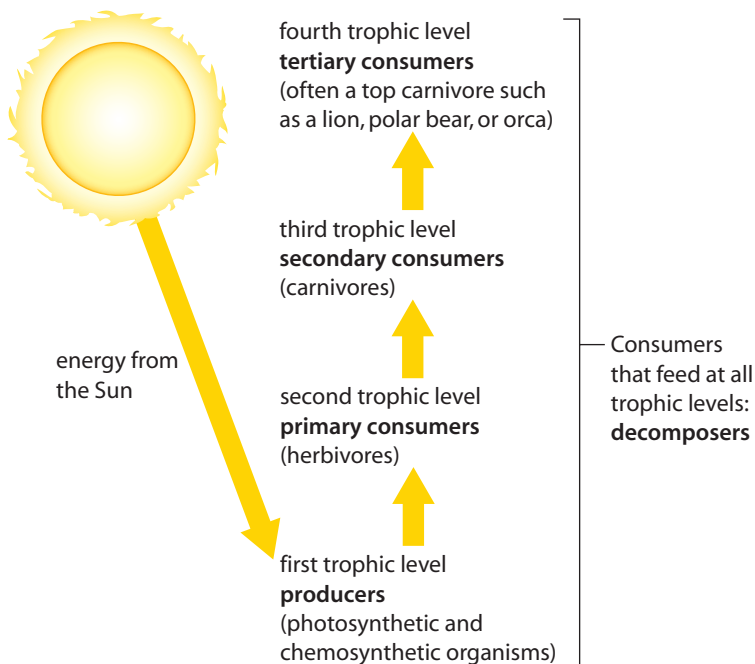 fourth trophic level
tertiary consumers
(often a top carnivore such
as a lion, polar bear, or orca)
third trophic level
secondary consumers
(carnivores)
energy from
the Sun
second trophic level
primary consumers
(herbivores)
first trophic level
producers
(photosynthetic and
chemosynthetic organisms)
Consumers
that feed at all
trophic levels:
decomposers